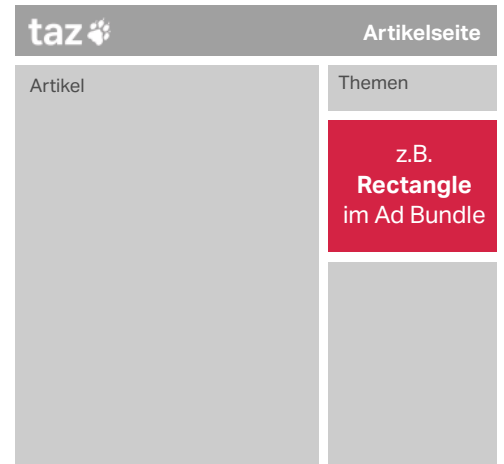 taz
Artikelseite
Artikel
Themen
z.B.
Rectangle
im Ad Bundle